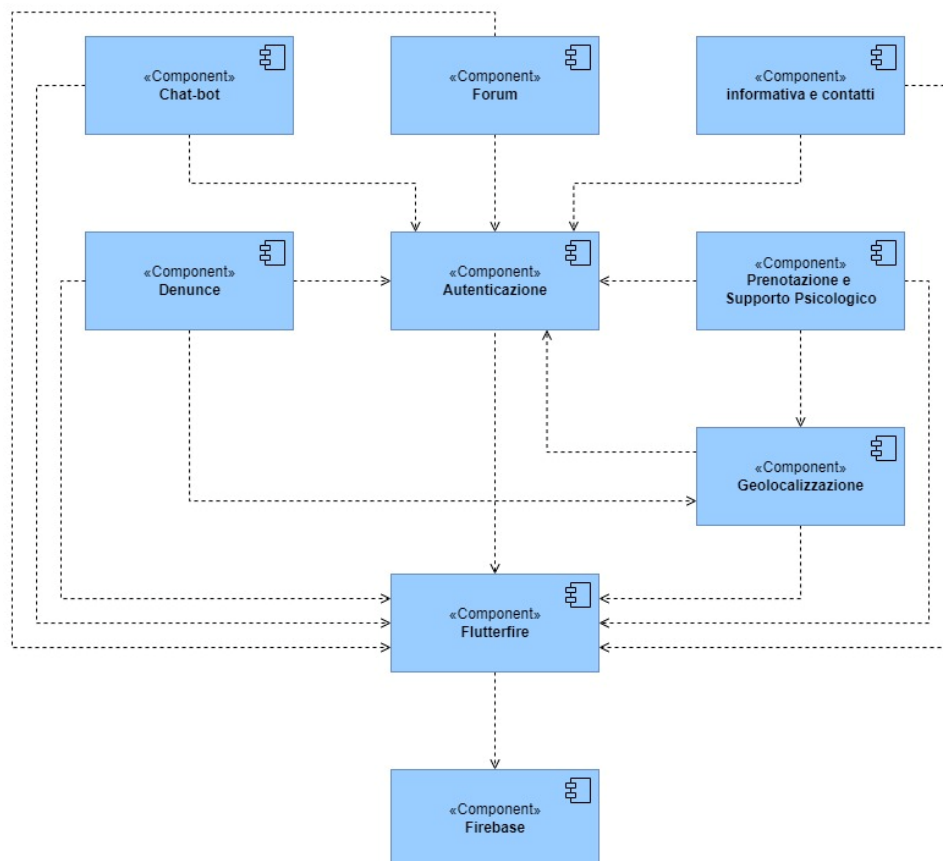 «Component»
Chat-bot
«Component»
Forum
«Component»
informativa e contatti
«Component»
Denunce
«Component»
Autenticazione
«Component»
Prenotazione e
Supporto Psicologico
«Component»
Geolocalizzazione
«Component»
Flutterfire
«Component»
Firebase